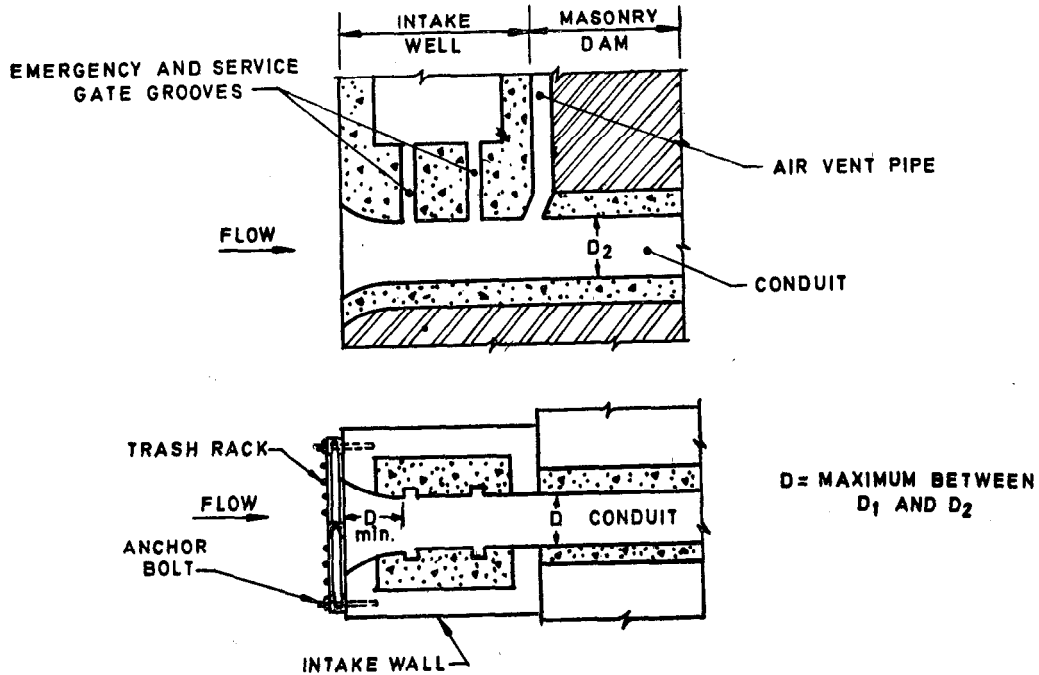 INTAKE
WELL
MASONRY
DAM
EMERGENCY AND SERVICE
GATE GROOVES
AIR VENT PIPE
FLOW
D2
CONDUIT
TRASH RACK
FLOW
D
min.
D
CONDUIT
D= MAXIMUM BETWEEN
D1 AND D2
ANCHOR
BOLT
INTAKE WALL